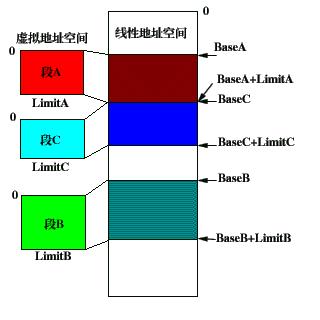 0
虚拟地址空间
线性地址空间
0
BaseA
段A
BaseA+LimitA
LimitA
BaseC
0
段C
BaseC+LimitC
LimitC
BaseB
0
段B
BaseB+LimitB
LimitB